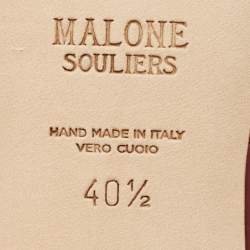 MALONE
SOULIERS
HAND MADE IN ITALY
VERO CUOIO
40½